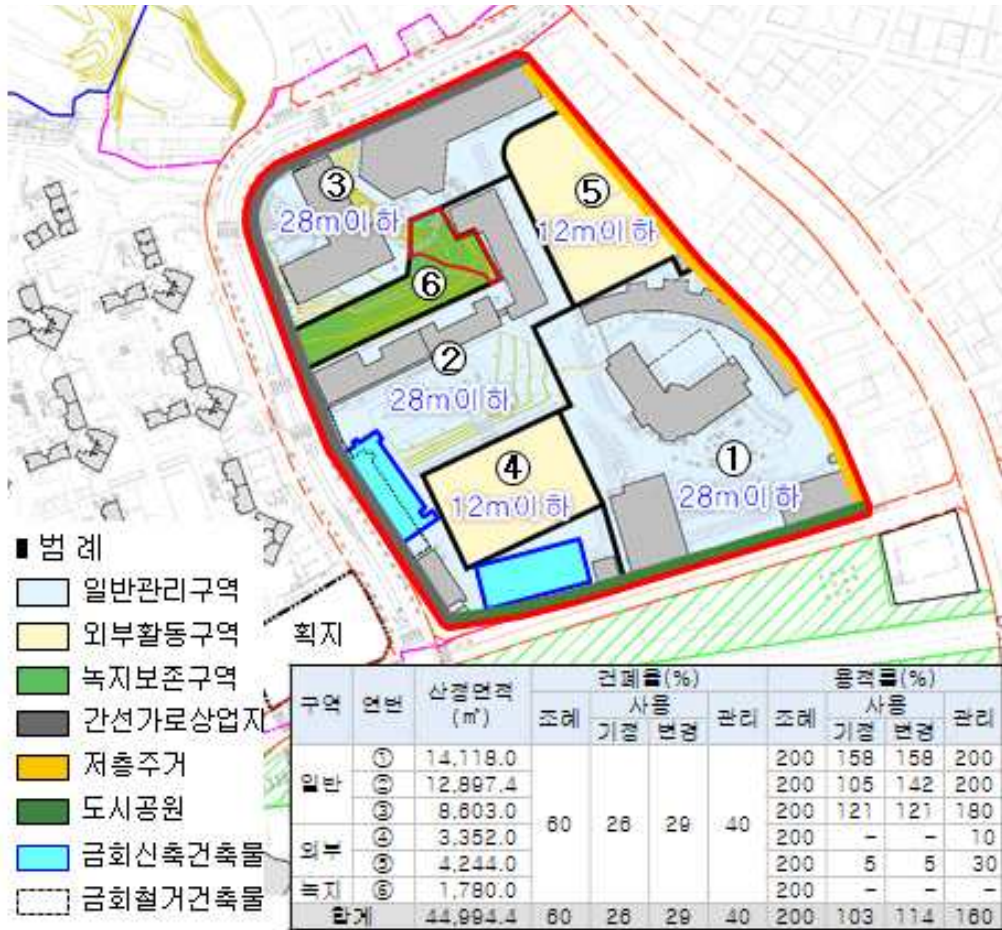 ③
28m이하
⑤
12m이하
⑥
②
28m이하
④
12m이하
①
28m이하
범 례
일반관리구역
외부활동구역
녹지보존구역
간선가로상업지
저층주거
도시공원
금회신축건축물
금회철거건축물
획지
구역 연번 산정면적 (㎡) 건폐율(%) 용적률(%)
조례 사용 관리 조례 사용 관리
기정 변경 기정 변경
일반 ① 14,118.0 60 26 29 40 200 158 158 200
② 12,897.4 200 105 142 200
③ 8,603.0 200 121 121 180
외부 ④ 3,352.0 200 - - 10
⑤ 4,244.0 200 5 5 30
녹지 ⑥ 1,780.0 200 - - -
합계 44,994.4 60 26 29 40 200 103 114 160